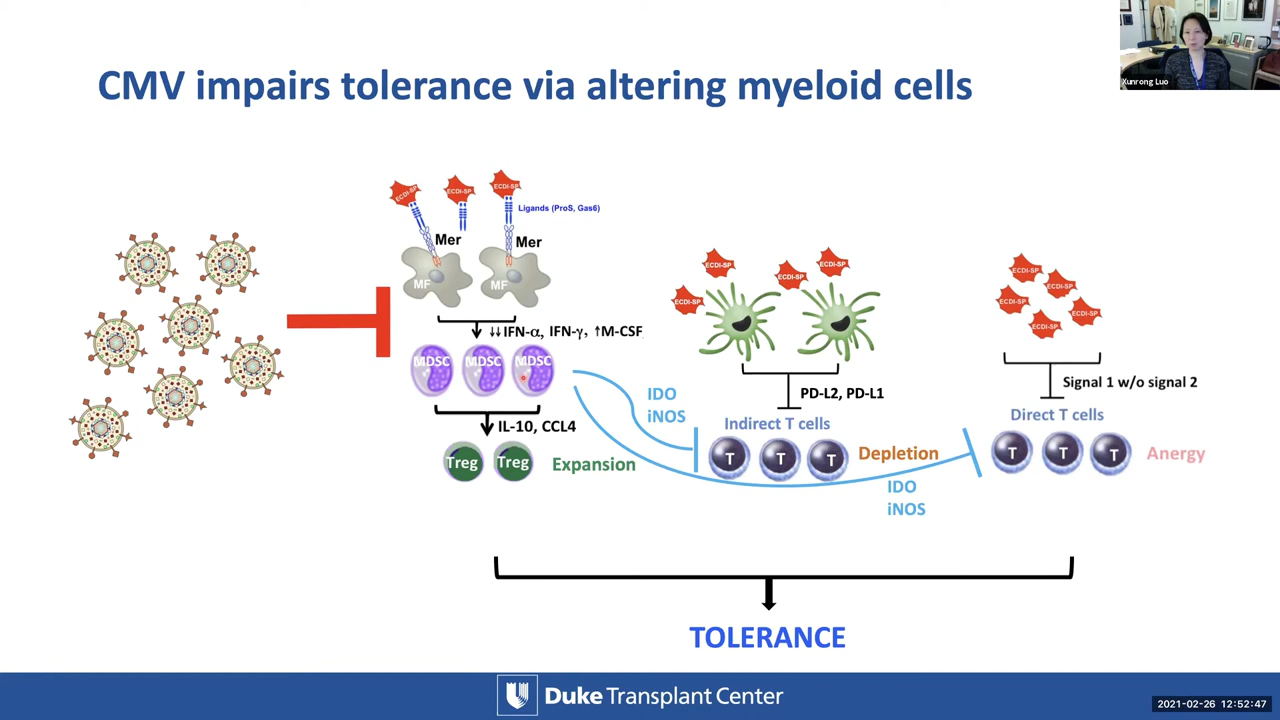 CMV impairs tolerance via altering myeloid cells
Xunrong Luo
ECDI-SP
ECDI-SP
ECDI-SP
Ligands (ProS, Gas6)
Mer
Mer
MF
MF
↓↓IFN-α, IFN-γ, ↑M-CSF
MDSC
MDSC
MDSC
IL-10, CCL4
Treg
Treg
Expansion
IDO
iNOS
ECDI-SP
ECDI-SP
ECDI-SP
ECDI-SP
PD-L2, PD-L1
Indirect T cells
T
T
T
Depletion
IDO
iNOS
ECDI-SP
ECDI-SP
ECDI-SP
ECDI-SP
ECDI-SP
Signal 1 w/o signal 2
Direct T cells
T
T
T
Anergy
TOLERANCE
Duke Transplant Center
2021-02-26 12:52:47